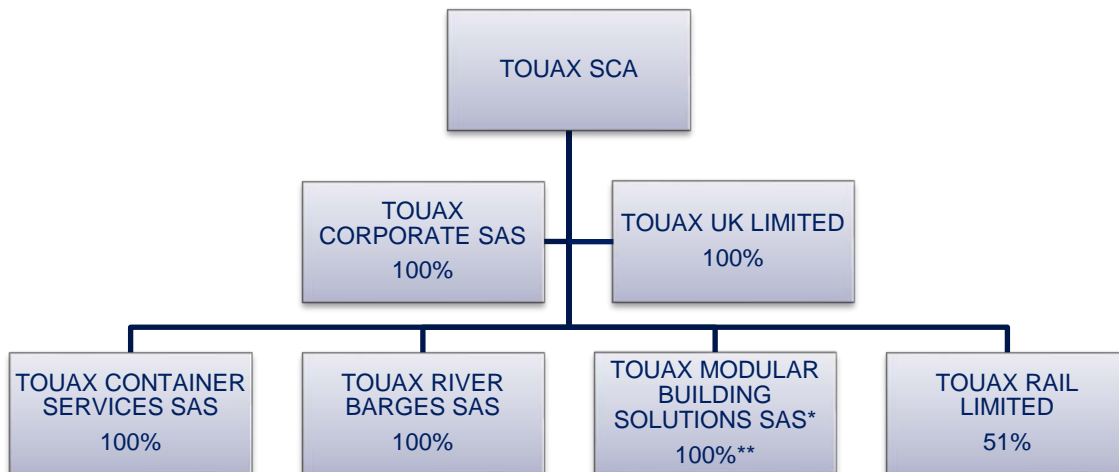 TOUAX SCA
TOUAX
CORPORATE SAS
100%
TOUAX UK LIMITED
100%
TOUAX CONTAINER
SERVICES SAS
100%
TOUAX RIVER
BARGES SAS
100%
TOUAX MODULAR
BUILDING
SOLUTIONS SAS*
100%**
TOUAX RAIL
LIMITED
51%